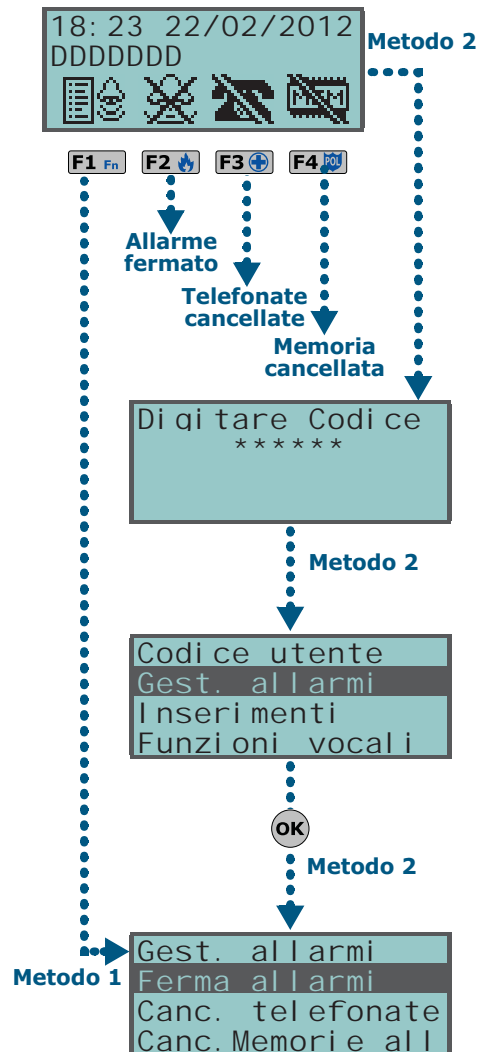 18:23 22/02/2012
Metodo 2
DDDDDDD
MEM
F1 Fn F2 F3 F4 POL
Allarme
fermato
Telefonate
cancellate
Memoria
cancellata
Digitare Codice
******
Metodo 2
Codice utente
Gest. allarmi
Inserimenti
Funzioni vocali
OK
Metodo 2
Gest. allarmi
Metodo 1
Ferma allarmi
Canc. telefonate
Canc.Memorie all